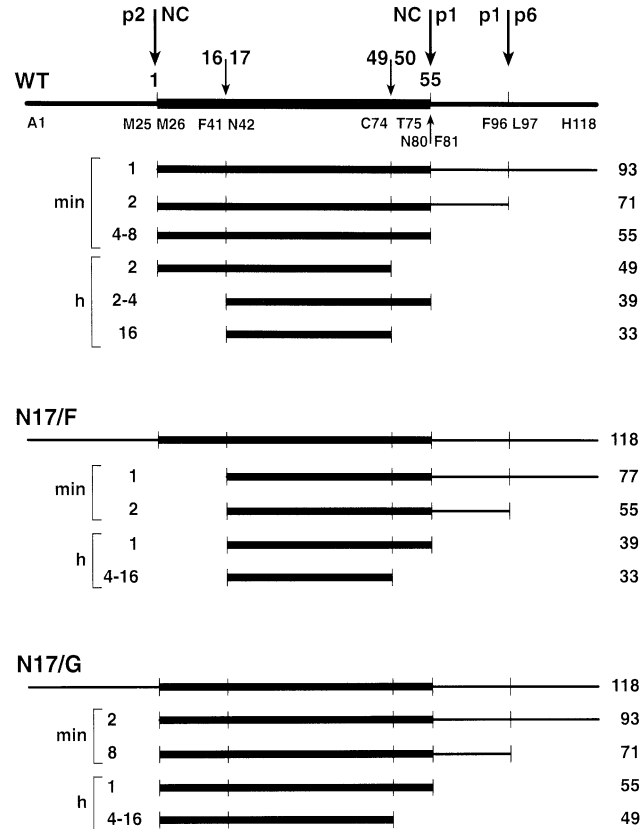 p2 NC NC p1 p1 p6
16 17 49 50
WT 1 55
A1 M25 M26 F41 N42 C74 T75 F96 L97 H118
N80 F81
min
1 93
2 71
4-8 55
h
2 49
2-4 39
16 33
N17/F
118
min
1 77
2 55
h
1 39
4-16 33
N17/G
118
min
2 93
8 71
h
1 55
4-16 49